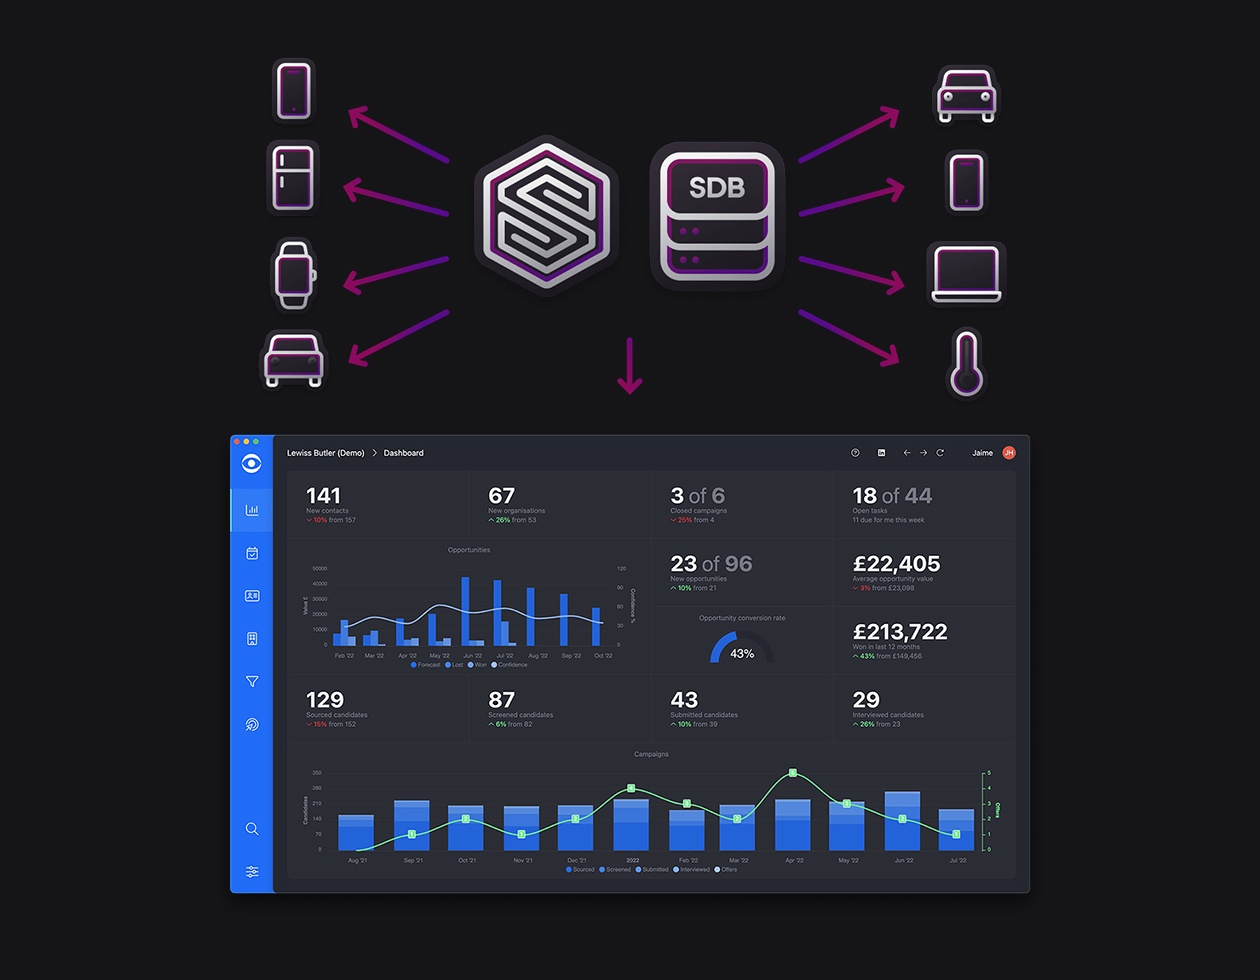 SDB
Lewiss Butler (Demo) > Dashboard
Jaime
JH
141
New contacts
10% from 157
67
New organisations
26% from 53
3 of 6
Closed campaigns
25% from 4
18 of 44
Open tasks
11 due for me this week
Opportunities
50000
40000
30000
20000
10000
0
Value £
120
90
60
30
0
Confidence %
Feb '22 Mar '22 Apr '22 May '22 Jun '22 Jul '22 Aug '22 Sep '22 Oct '22
Forecast Lost Won Confidence
23 of 96
New opportunities
10% from 21
£22,405
Average opportunity value
3% from £23,098
Opportunity conversion rate
43%
£213,722
Won in last 12 months
43% from £149,456
129
Sourced candidates
15% from 152
87
Screened candidates
6% from 82
43
Submitted candidates
10% from 39
29
Interviewed candidates
26% from 23
Campaigns
350
280
210
140
70
0
Candidates
5
4
3
2
1
0
Offers
Aug '21 Sep '21 Oct '21 Nov '21 Dec '21 2022 Feb '22 Mar '22 Apr '22 May '22 Jun '22 Jul '22
Sourced Screened Submitted Interviewed Offers